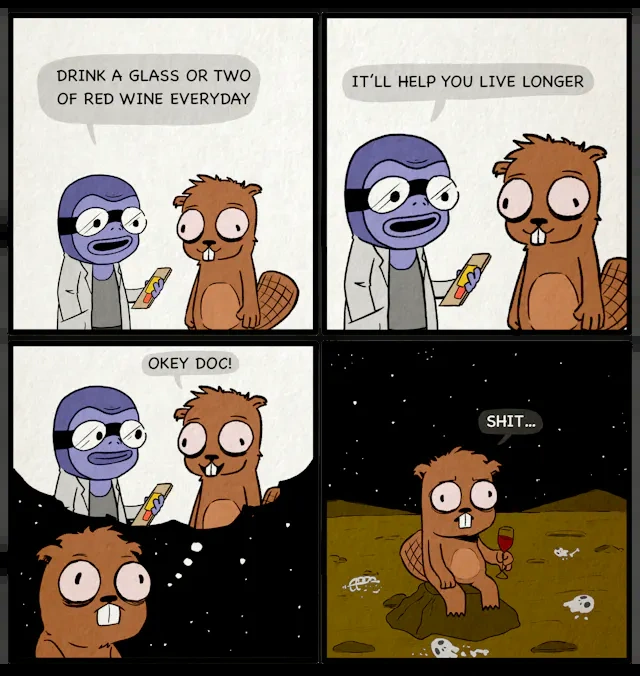 DRINK A GLASS OR TWO
OF RED WINE EVERYDAY
IT'LL HELP YOU LIVE LONGER
OKEY DOC!
SHIT...